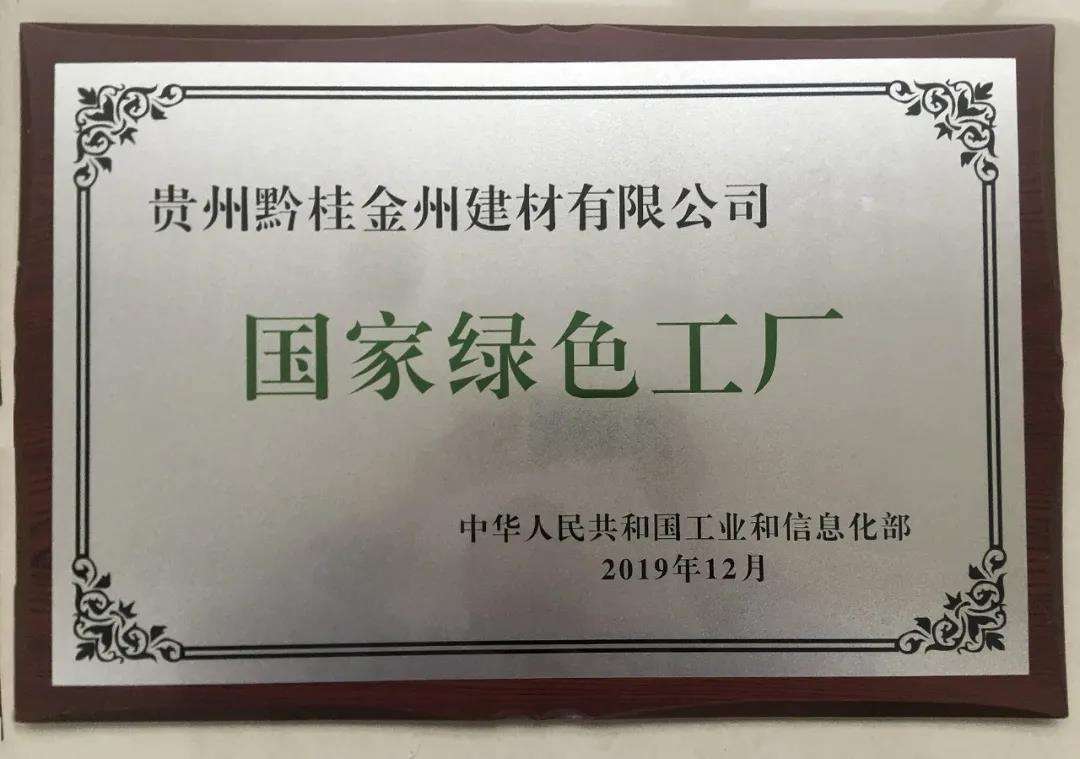 贵州黔桂金州建材有限公司
国家绿色工厂
中华人民共和国工业和信息化部
2019年12月